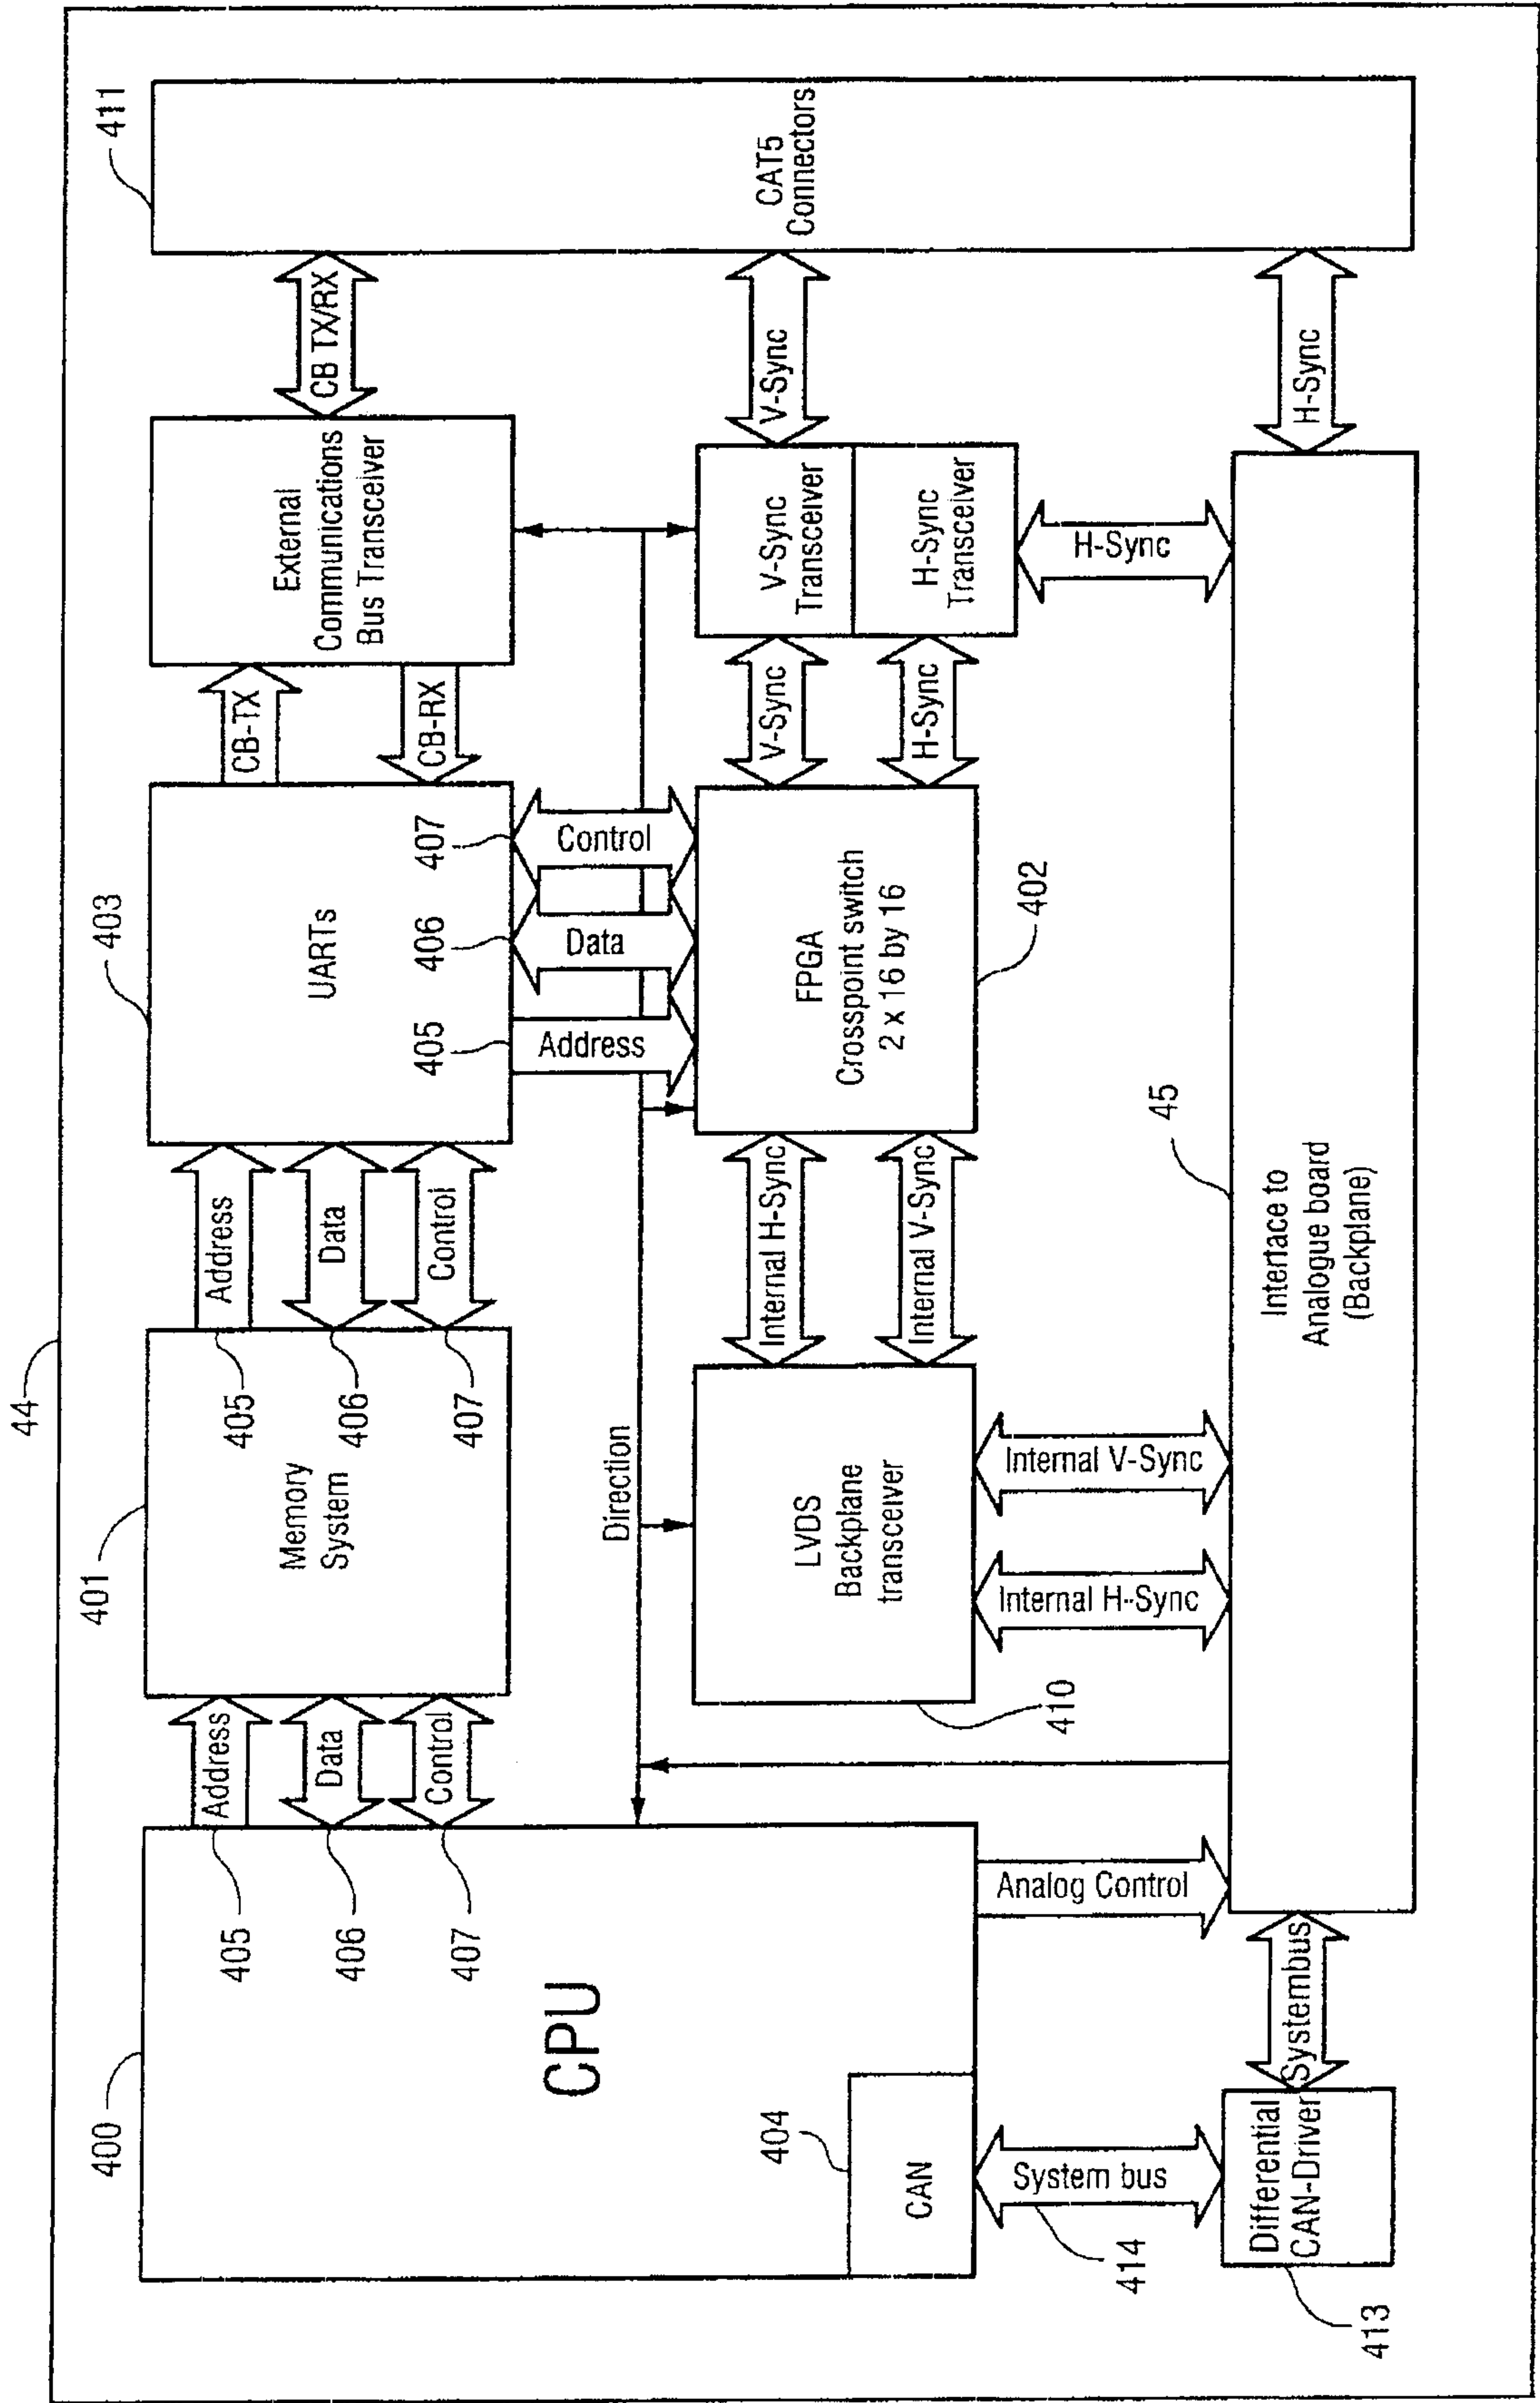 44
400
401
403
411
CPU
405
406
407
Address
Data
Control
Memory
System
405
406
407
Address
Data
Control
UARTs
405
406
407
CB-TX
CB-RX
External
Communications
Bus Transceiver
CB TX/RX
CAT5
Connectors
Direction
Address
Data
Control
404
CAN
LVDS
Backplane
transceiver
410
Internal H-Sync
Internal V-Sync
FPGA
Crosspoint switch
2 x 16 by 16
402
V-Sync
H-Sync
V-Sync
Transceiver
H-Sync
Transceiver
V-Sync
System bus
414
Analog Control
Internal H-Sync
Internal V-Sync
H-Sync
45
413
Differential
CAN-Driver
Systembus
Interface to
Analogue board
(Backplane)
H-Sync